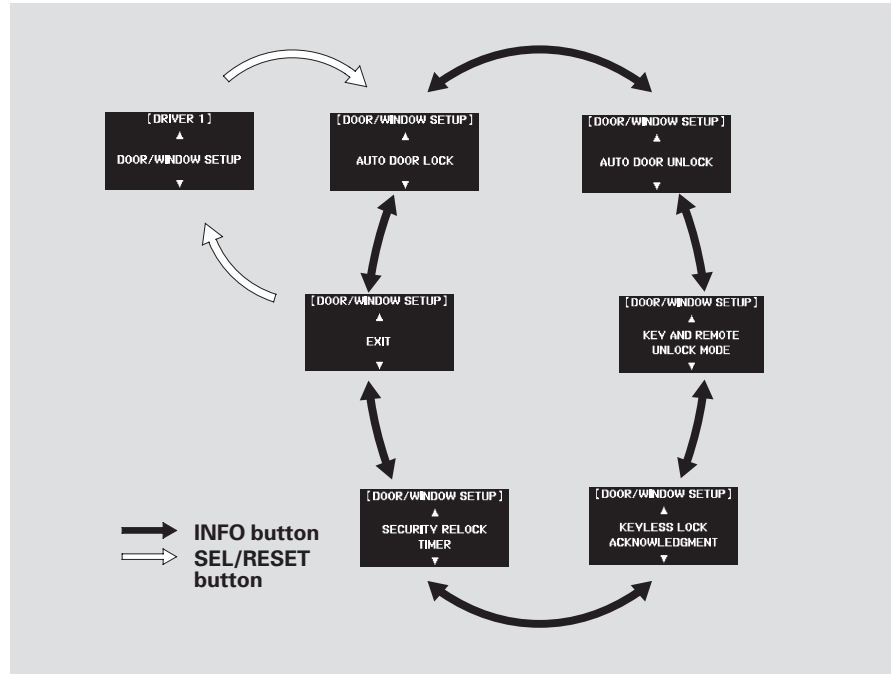 [DRIVER 1]
▲
DOOR/WINDOW SETUP
▼
[DOOR/WINDOW SETUP]
▲
AUTO DOOR LOCK
▼
[DOOR/WINDOW SETUP]
▲
AUTO DOOR UNLOCK
▼
[DOOR/WINDOW SETUP]
▲
EXIT
▼
[DOOR/WINDOW SETUP]
▲
KEY AND REMOTE
UNLOCK MODE
▼
[DOOR/WINDOW SETUP]
▲
SECURITY RELOCK
TIMER
▼
[DOOR/WINDOW SETUP]
▲
KEYLESS LOCK
ACKNOWLEDGMENT
▼
INFO button
SEL/RESET
button